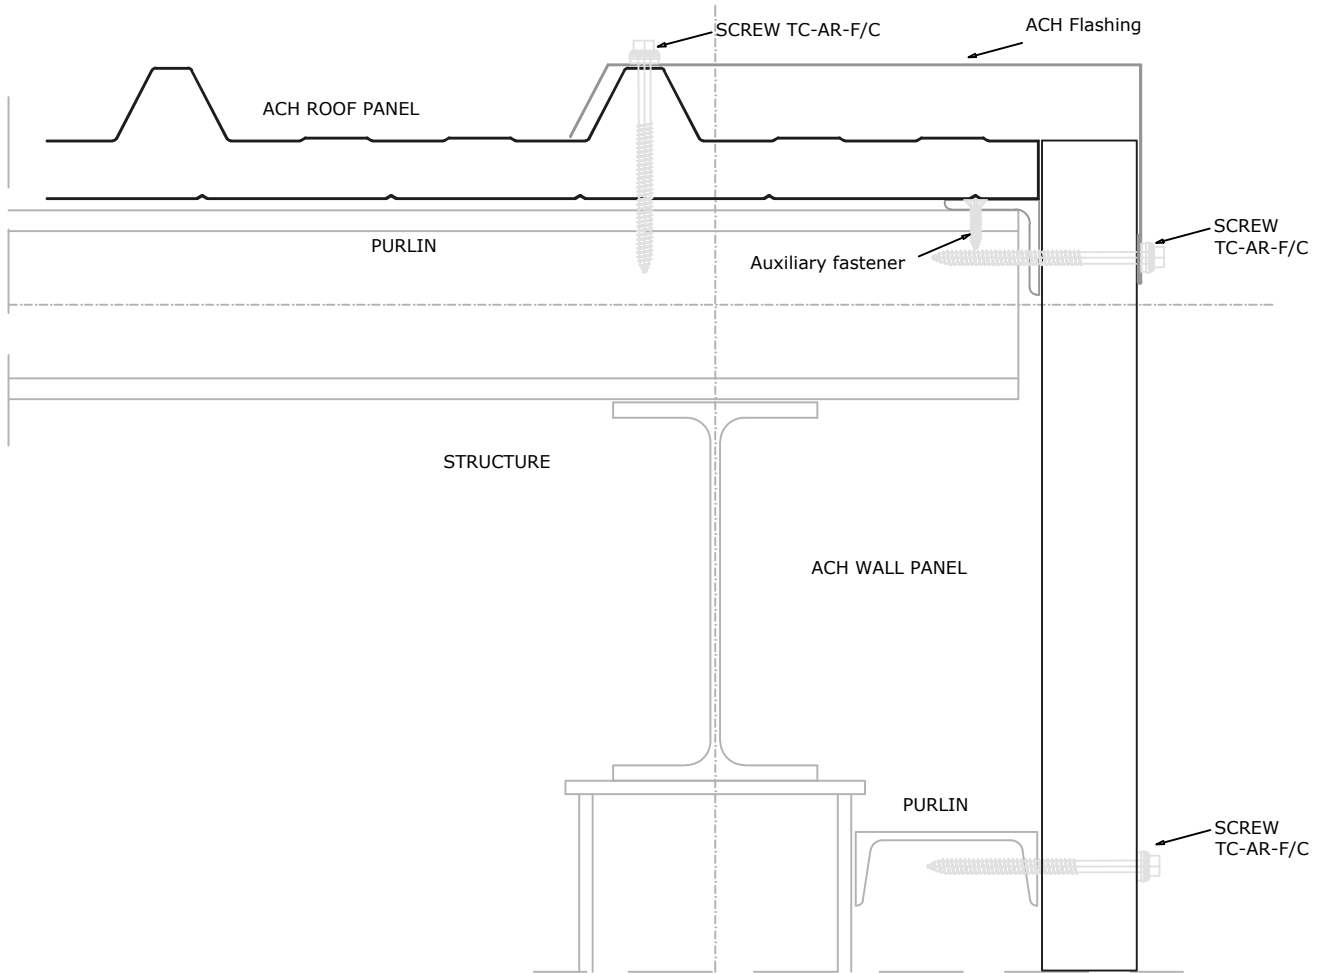 SCREW TC-AR-F/C
ACH Flashing
ACH ROOF PANEL
PURLIN
Auxiliary fastener
SCREW
TC-AR-F/C
STRUCTURE
ACH WALL PANEL
PURLIN
SCREW
TC-AR-F/C